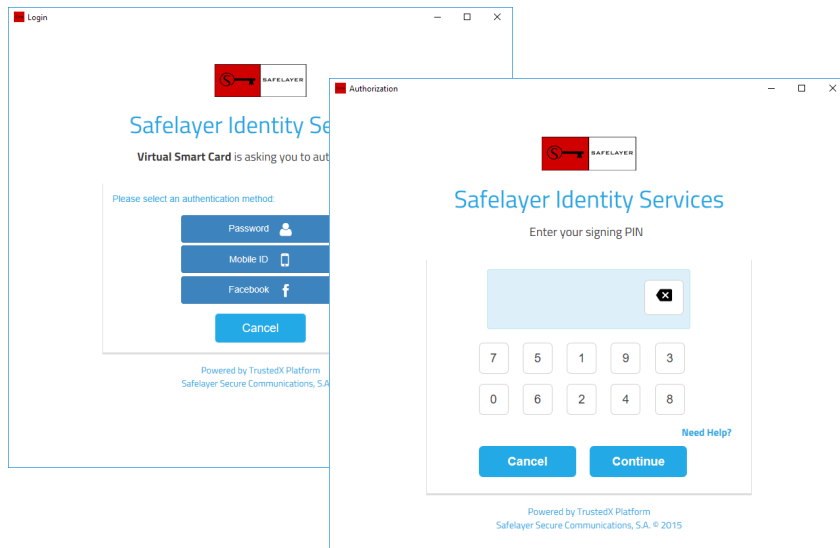 Login
SAFELAYER
Safelayer Identity Se
Virtual Smart Card is asking you to aut
Please select an authentication method:
Password
Mobile ID
Facebook
Cancel
Powered by TrustedX Platform
Safelayer Secure Communications, S.A
Authorization
S SAFELAYER
Safelayer Identity Services
Enter your signing PIN
7 5 1 9 3
0 6 2 4 8
Need Help?
Cancel Continue
Powered by TrustedX Platform
Safelayer Secure Communications, S.A. © 2015